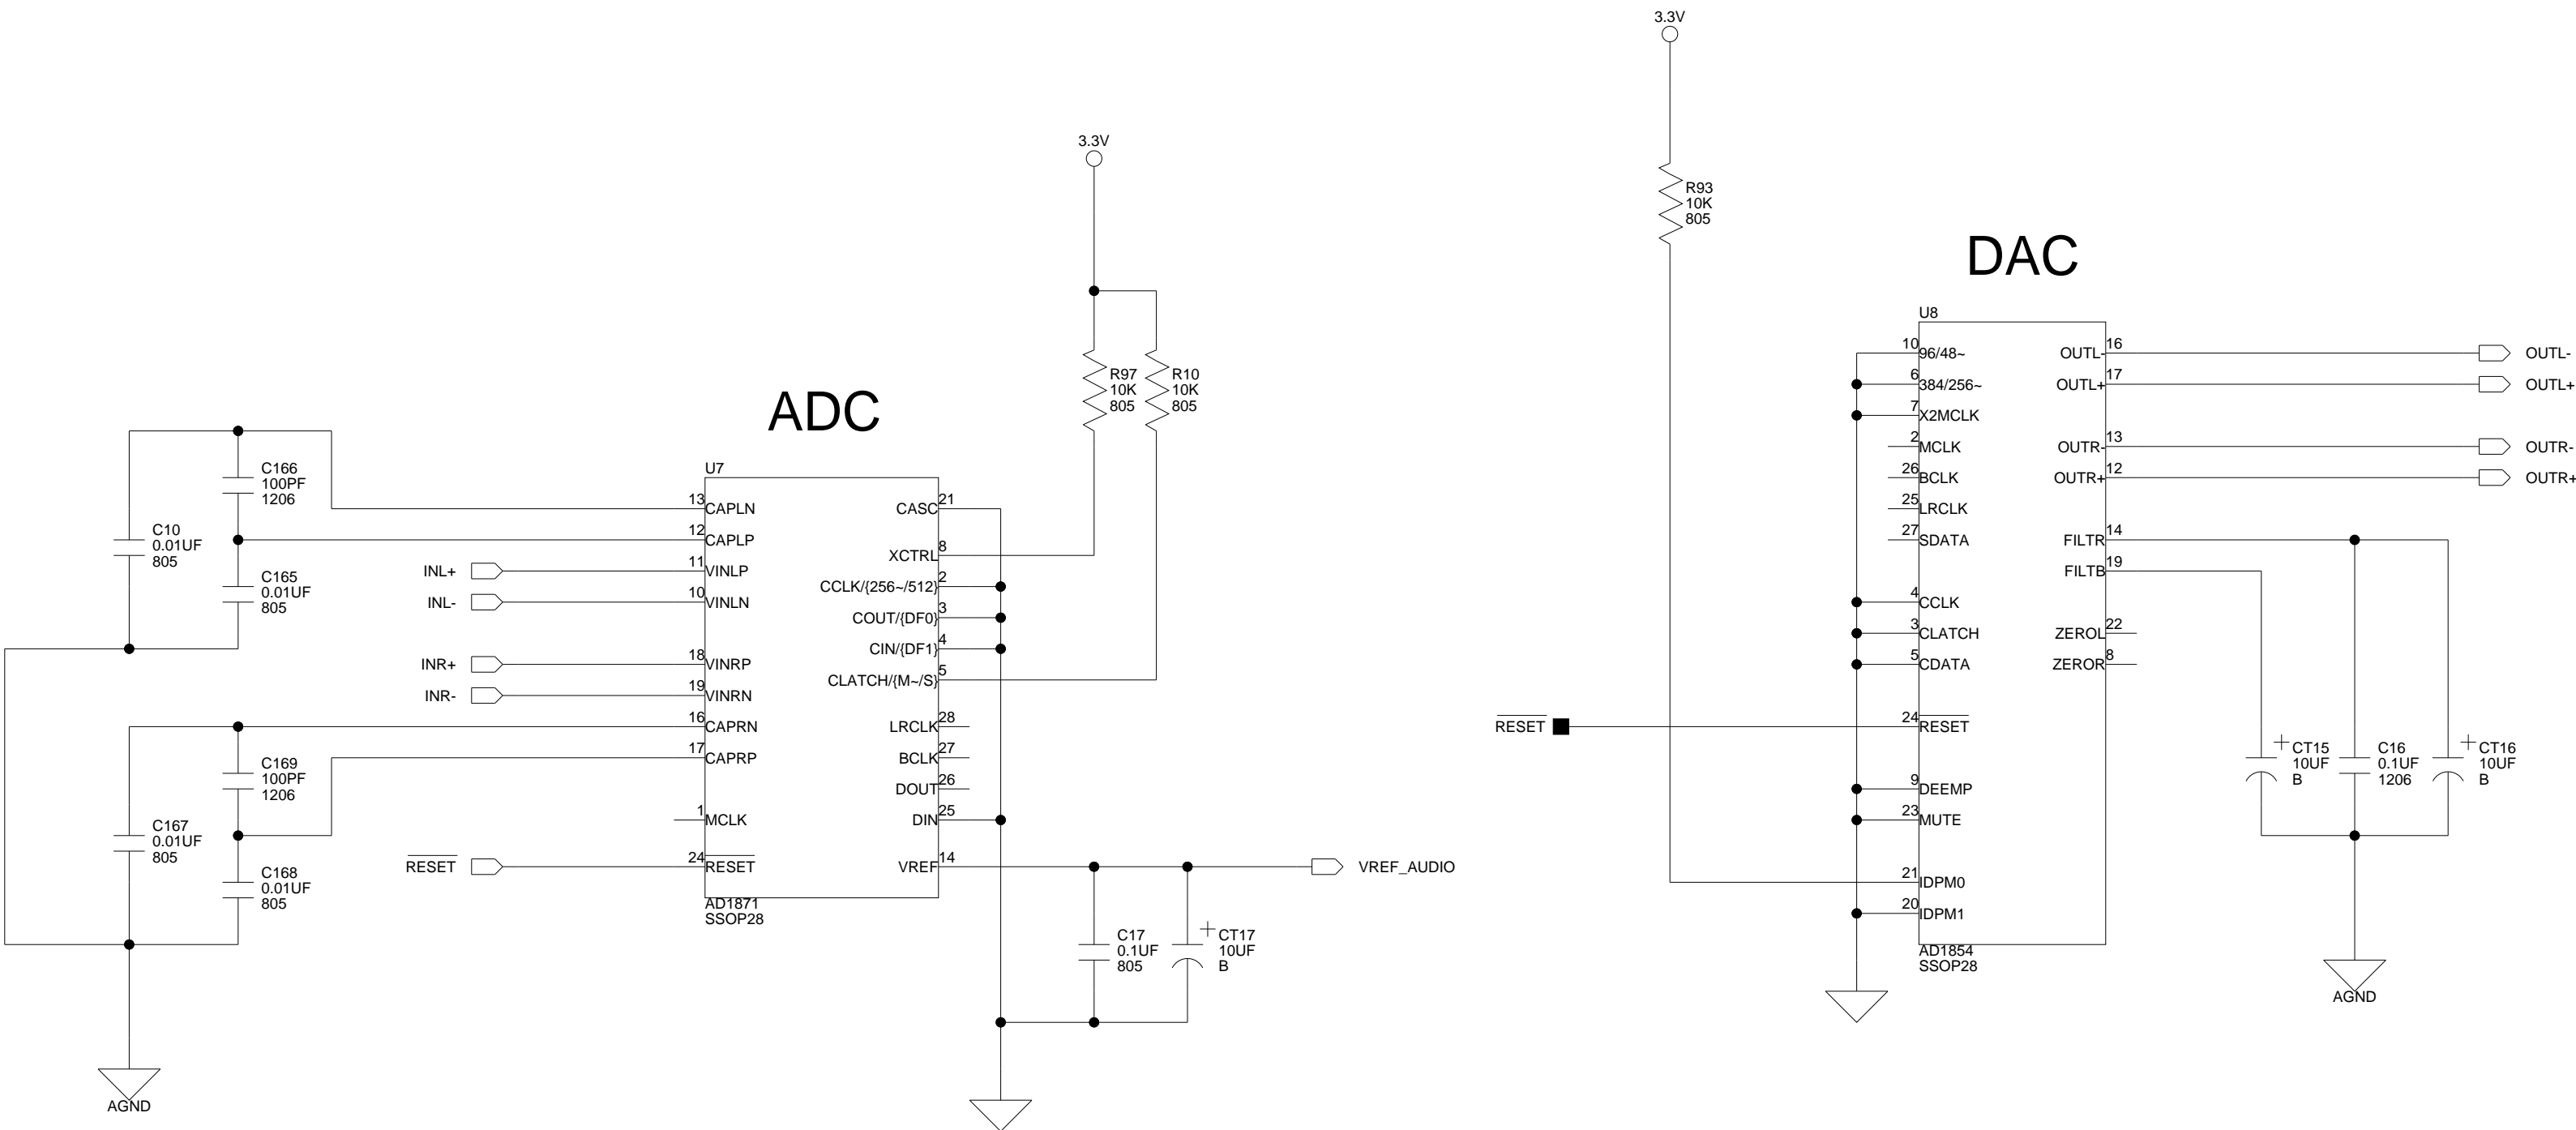 3.3V
3.3V
R93
10K
805
DAC
U8
10
96/48~
OUTL-
16
OUTL-
6
384/256~
OUTL+
17
OUTL+
7
X2MCLK
2
MCLK
OUTR-
13
OUTR-
26
BCLK
OUTR+
12
OUTR+
25
LRCLK
27
SDATA
FILTR
14
FILTB
19
4
CCLK
3
CLATCH
ZEROL
22
5
CDATA
ZEROR
8
RESET
24
RESET
9
DEEMP
23
MUTE
21
IDPM0
20
IDPM1
AD1854
SSOP28
CT15
10UF
B
C16
0.1UF
1206
CT16
10UF
B
AGND
R97
10K
805
R10
10K
805
ADC
U7
C166
100PF
1206
C10
0.01UF
805
C165
0.01UF
805
13
CAPLN
CASC
21
12
CAPLP
XCTRL
8
INL+
11
VINLP
CCLK/{256~/512}
2
INL-
10
VINLN
COUT/{DF0}
3
CIN/{DF1}
4
INR+
18
VINRP
CLATCH/{M~/S}
5
INR-
19
VINRN
16
CAPRN
LRCLK
28
17
CAPRP
BCLK
27
DOUT
26
1
MCLK
DIN
25
RESET
24
RESET
VREF
14
VREF_AUDIO
AD1871
SSOP28
C169
100PF
1206
C167
0.01UF
805
C168
0.01UF
805
C17
0.1UF
805
CT17
10UF
B
AGND